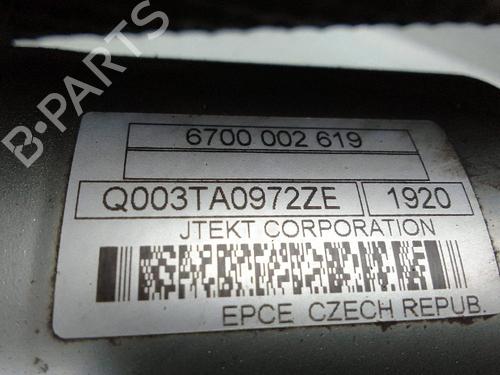 B-PARTS
6700 002 619
Q003TA0972ZE 1920
JTEKT CORPORATION
EPCE CZECH REPUB.